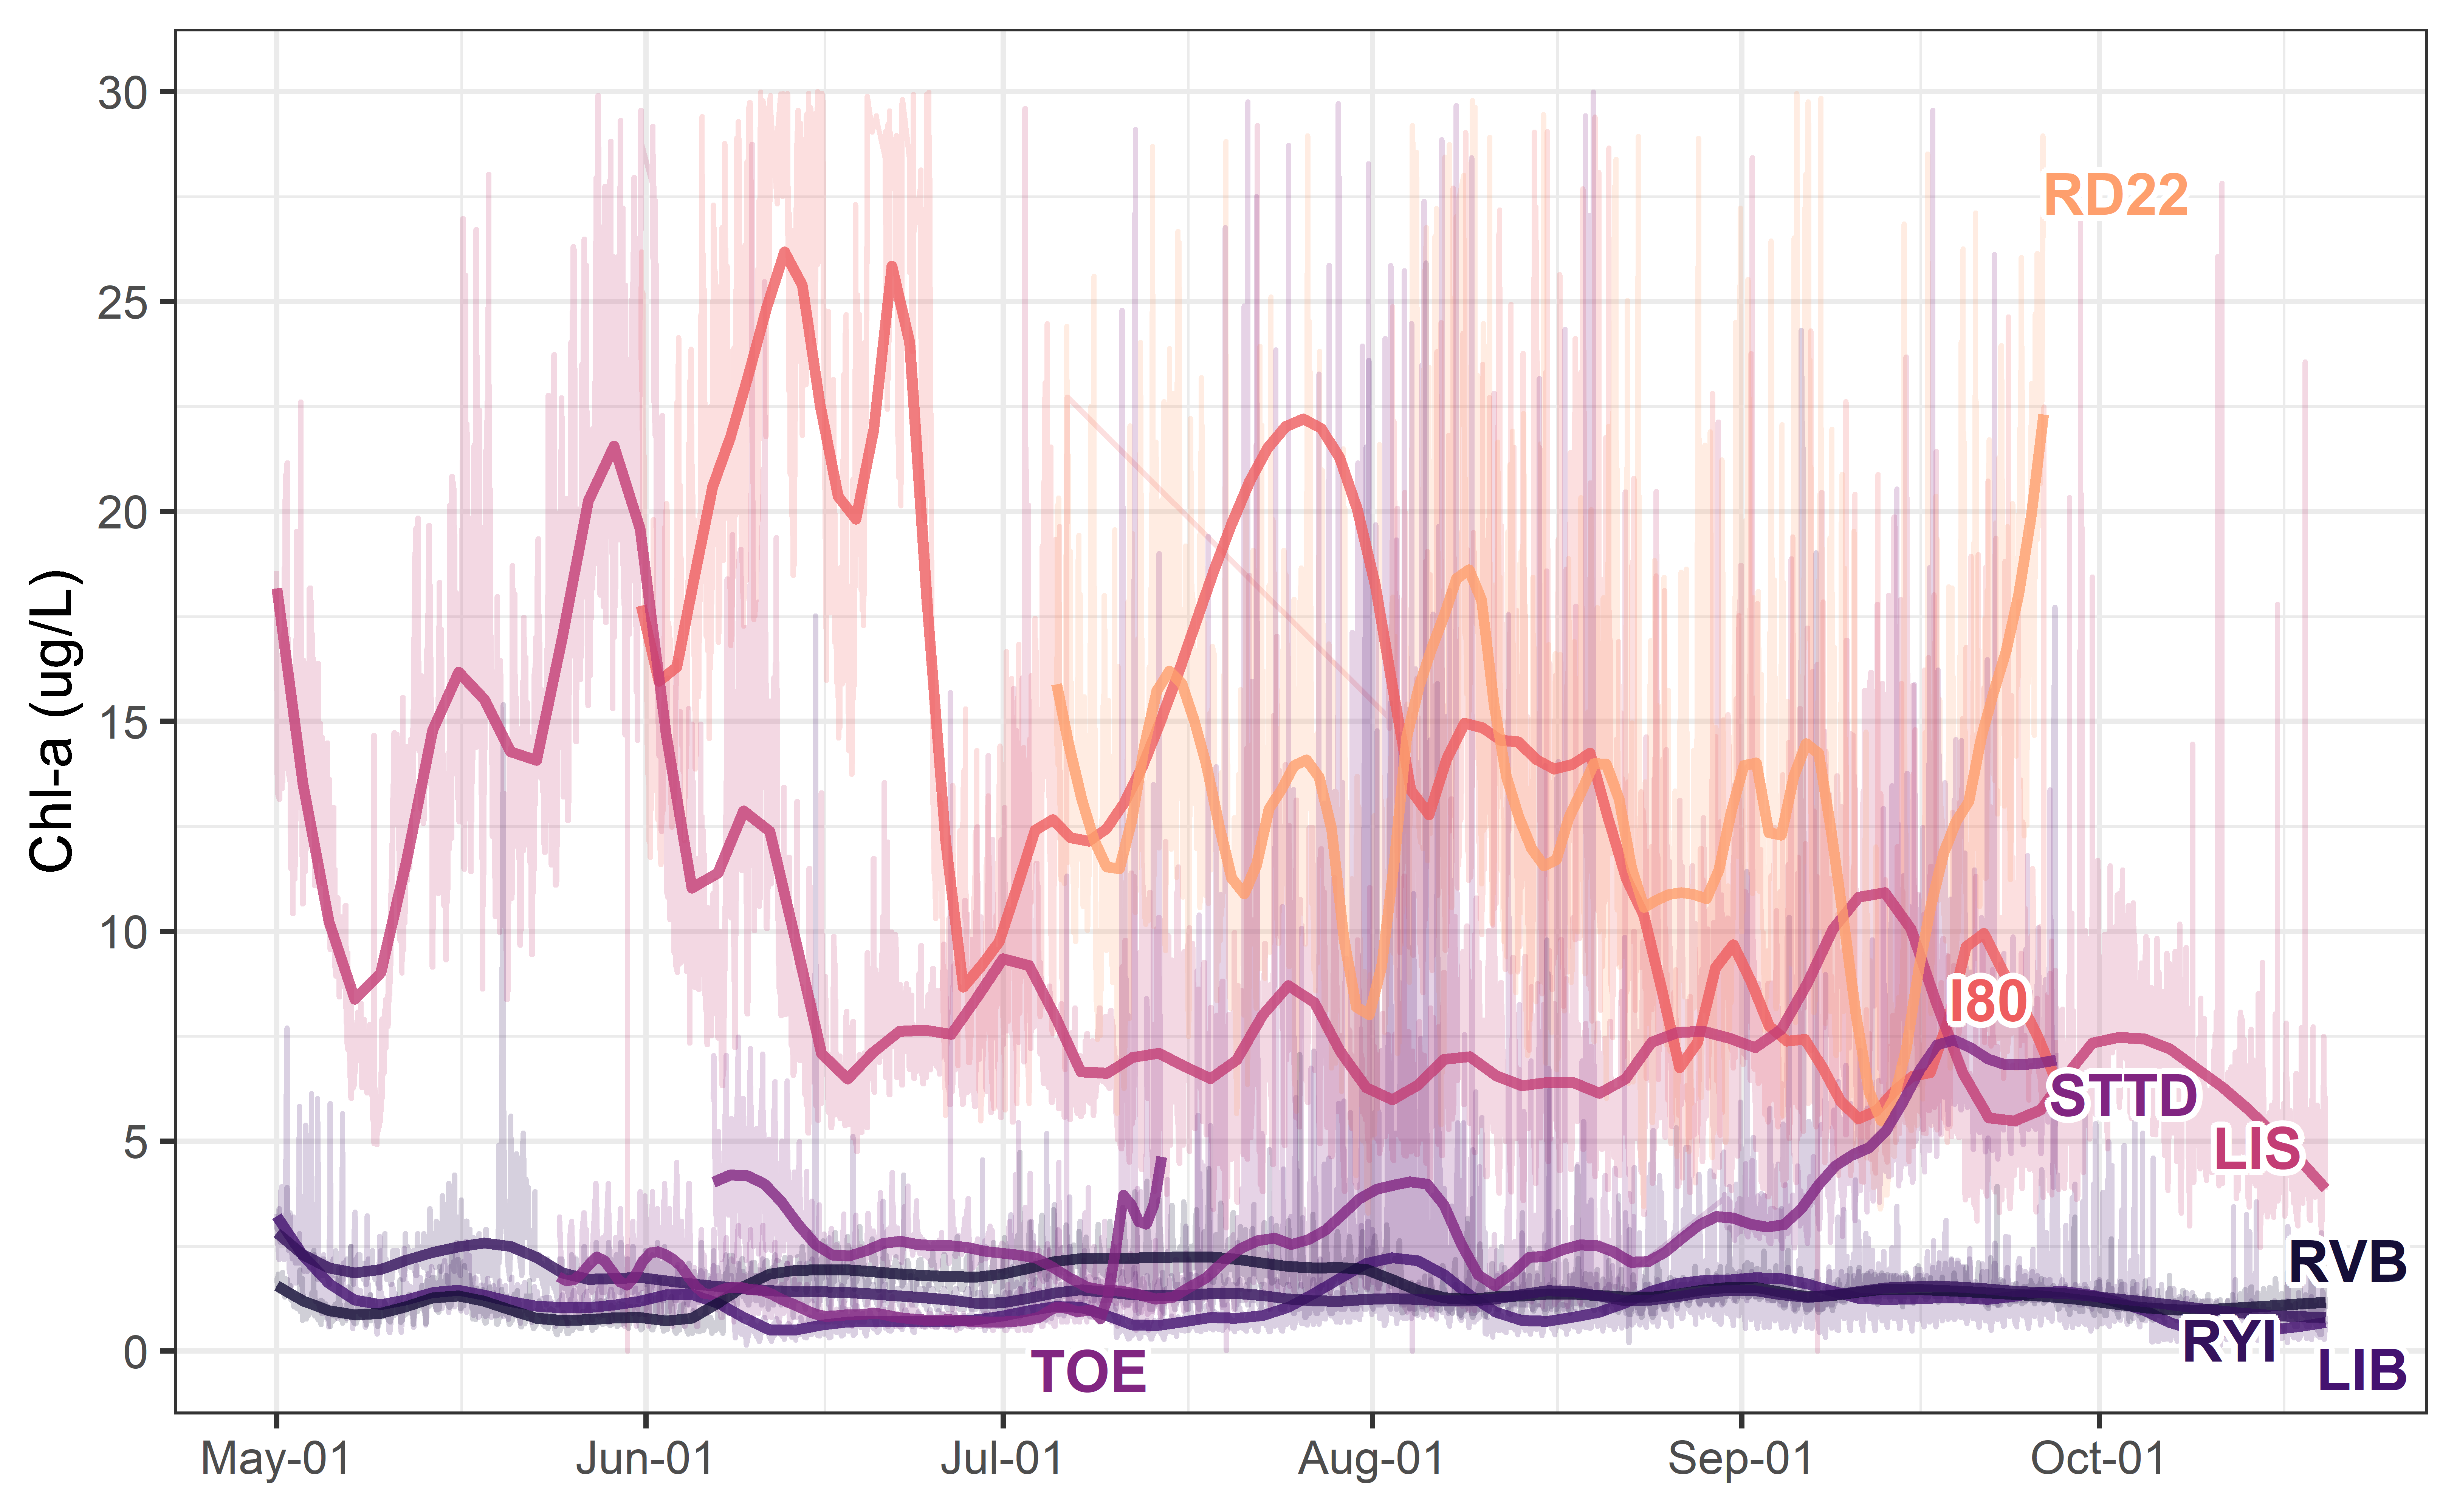 Chl-a (ug/L)
30
25
20
15
10
5
0
RD22
I80
STTD
LIS
RVB
RYI
LIB
TOE
May-01
Jun-01
Jul-01
Aug-01
Sep-01
Oct-01